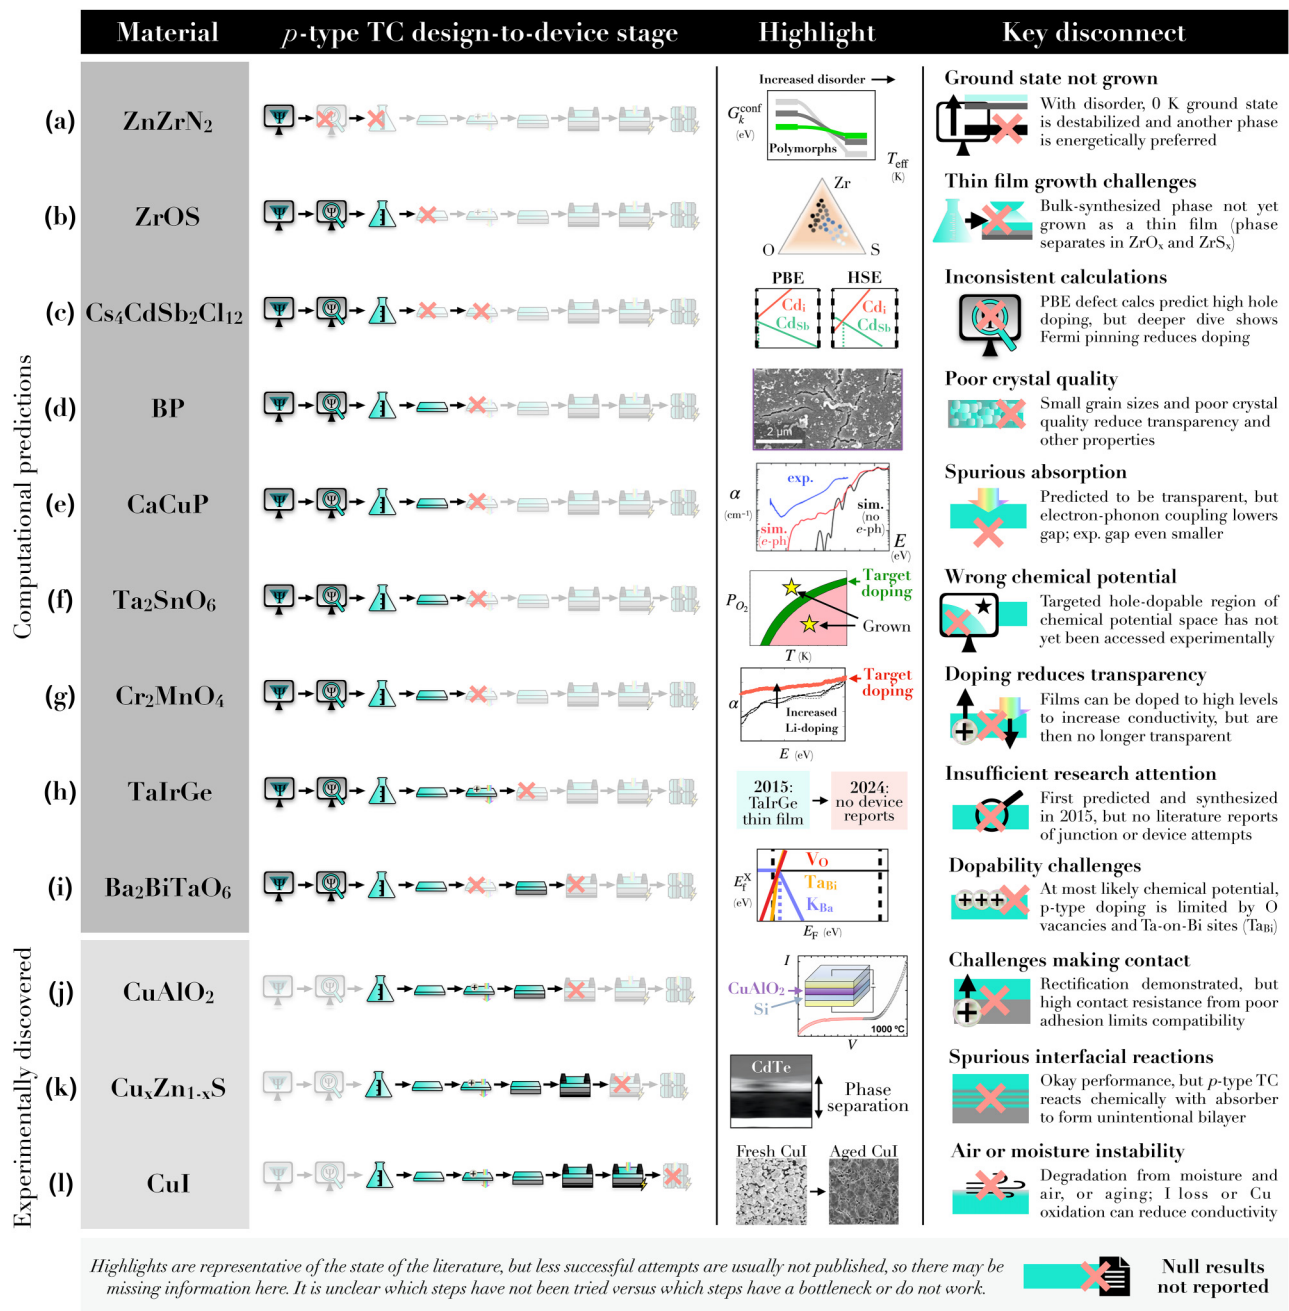 Material
p-type TC design-to-device stage
Highlight
Key disconnect
Computational predictions
(a)
ZnZrN2
Increased disorder
G_k^conf
(eV)
Polymorphs
Teff
(K)
Ground state not grown
With disorder, 0 K ground state
is destabilized and another phase
is energetically preferred
(b)
ZrOS
Zr
O
S
Thin film growth challenges
Bulk-synthesized phase not yet
grown as a thin film (phase
separates in ZrOx and ZrSx)
(c)
Cs4CdSb2Cl12
PBE
HSE
Cdi
CdSb
Cdi
CdSb
Inconsistent calculations
PBE defect calcs predict high hole
doping, but deeper dive shows
Fermi pinning reduces doping
(d)
BP
2 μm
Poor crystal quality
Small grain sizes and poor crystal
quality reduce transparency and
other properties
(e)
CaCuP
α
(cm-1)
exp.
sim.
(e-ph)
sim.
(no
e-ph)
E
(eV)
Spurious absorption
Predicted to be transparent, but
electron-phonon coupling lowers
gap; exp. gap even smaller
(f)
Ta2SnO6
PO2
Target
doping
Grown
T (K)
Wrong chemical potential
Targeted hole-dopable region of
chemical potential space has not
yet been accessed experimentally
(g)
Cr2MnO4
α
Target
doping
Increased
Li-doping
E (eV)
Doping reduces transparency
Films can be doped to high levels
to increase conductivity, but are
then no longer transparent
(h)
TaIrGe
2015:
TaIrGe
thin film
2024:
no device
reports
Insufficient research attention
First predicted and synthesized
in 2015, but no literature reports
of junction or device attempts
(i)
Ba2BiTaO6
E_f^X
(eV)
VO
TaBi
KBa
EF (eV)
Dopability challenges
At most likely chemical potential,
p-type doping is limited by O
vacancies and Ta-on-Bi sites (TaBi)
Experimentally discovered
(j)
CuAlO2
I
CuAlO2
Si
1000 ºC
V
Challenges making contact
Rectification demonstrated, but
high contact resistance from poor
adhesion limits compatibility
(k)
CuxZn1-xS
CdTe
Phase
separation
Spurious interfacial reactions
Okay performance, but p-type TC
reacts chemically with absorber
to form unintentional bilayer
(l)
CuI
Fresh CuI
Aged CuI
Air or moisture instability
Degradation from moisture and
air, or aging; I loss or Cu
oxidation can reduce conductivity
Highlights are representative of the state of the literature, but less successful attempts are usually not published, so there may be
missing information here. It is unclear which steps have not been tried versus which steps have a bottleneck or do not work.
Null results
not reported